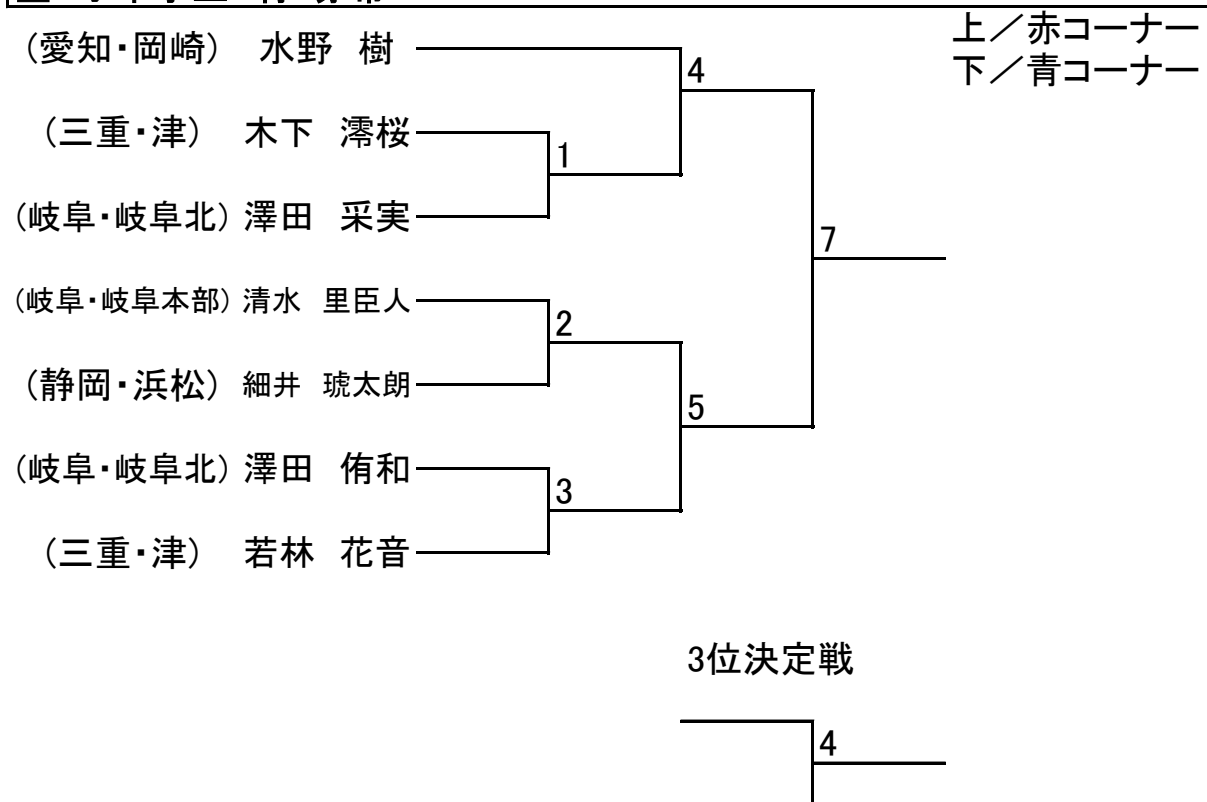 上／赤コーナー
下／青コーナー
（愛知・岡崎） 水野 樹
4
（三重・津） 木下 澪桜
1
（岐阜・岐阜北） 澤田 采実
7
（岐阜・岐阜本部） 清水 里臣人
2
（静岡・浜松） 細井 琥太朗
5
（岐阜・岐阜北） 澤田 侑和
3
（三重・津） 若林 花音
3位決定戦
4